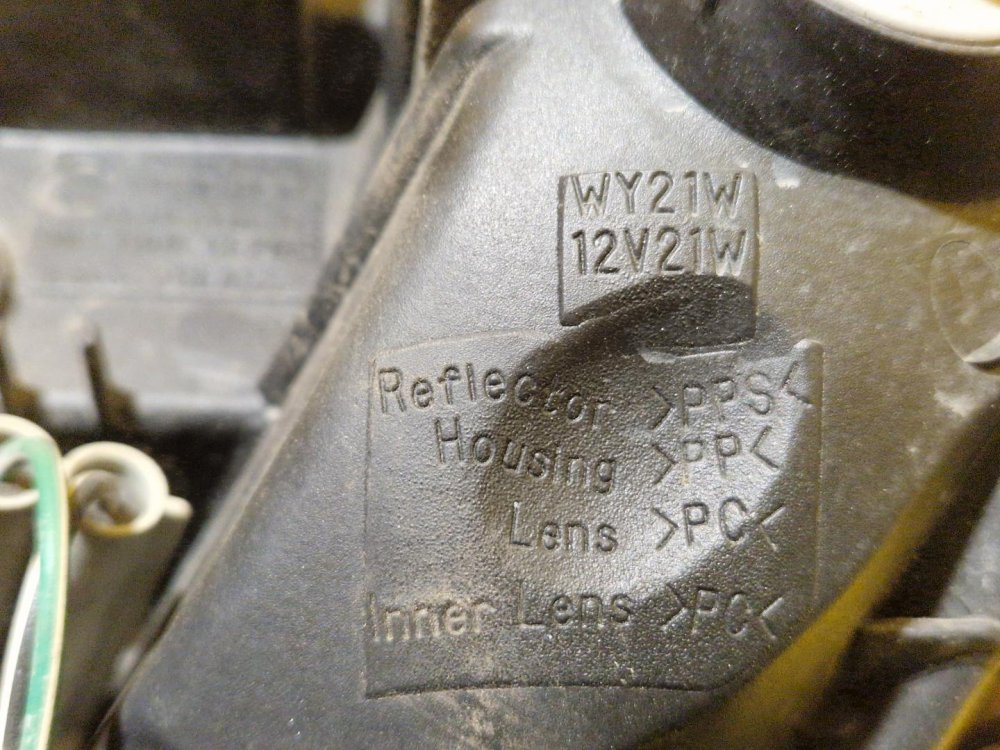 WY21W
12V21W
Reflector >PPS<
Housing >PP<
Lens >PC<
Inner Lens >PC<